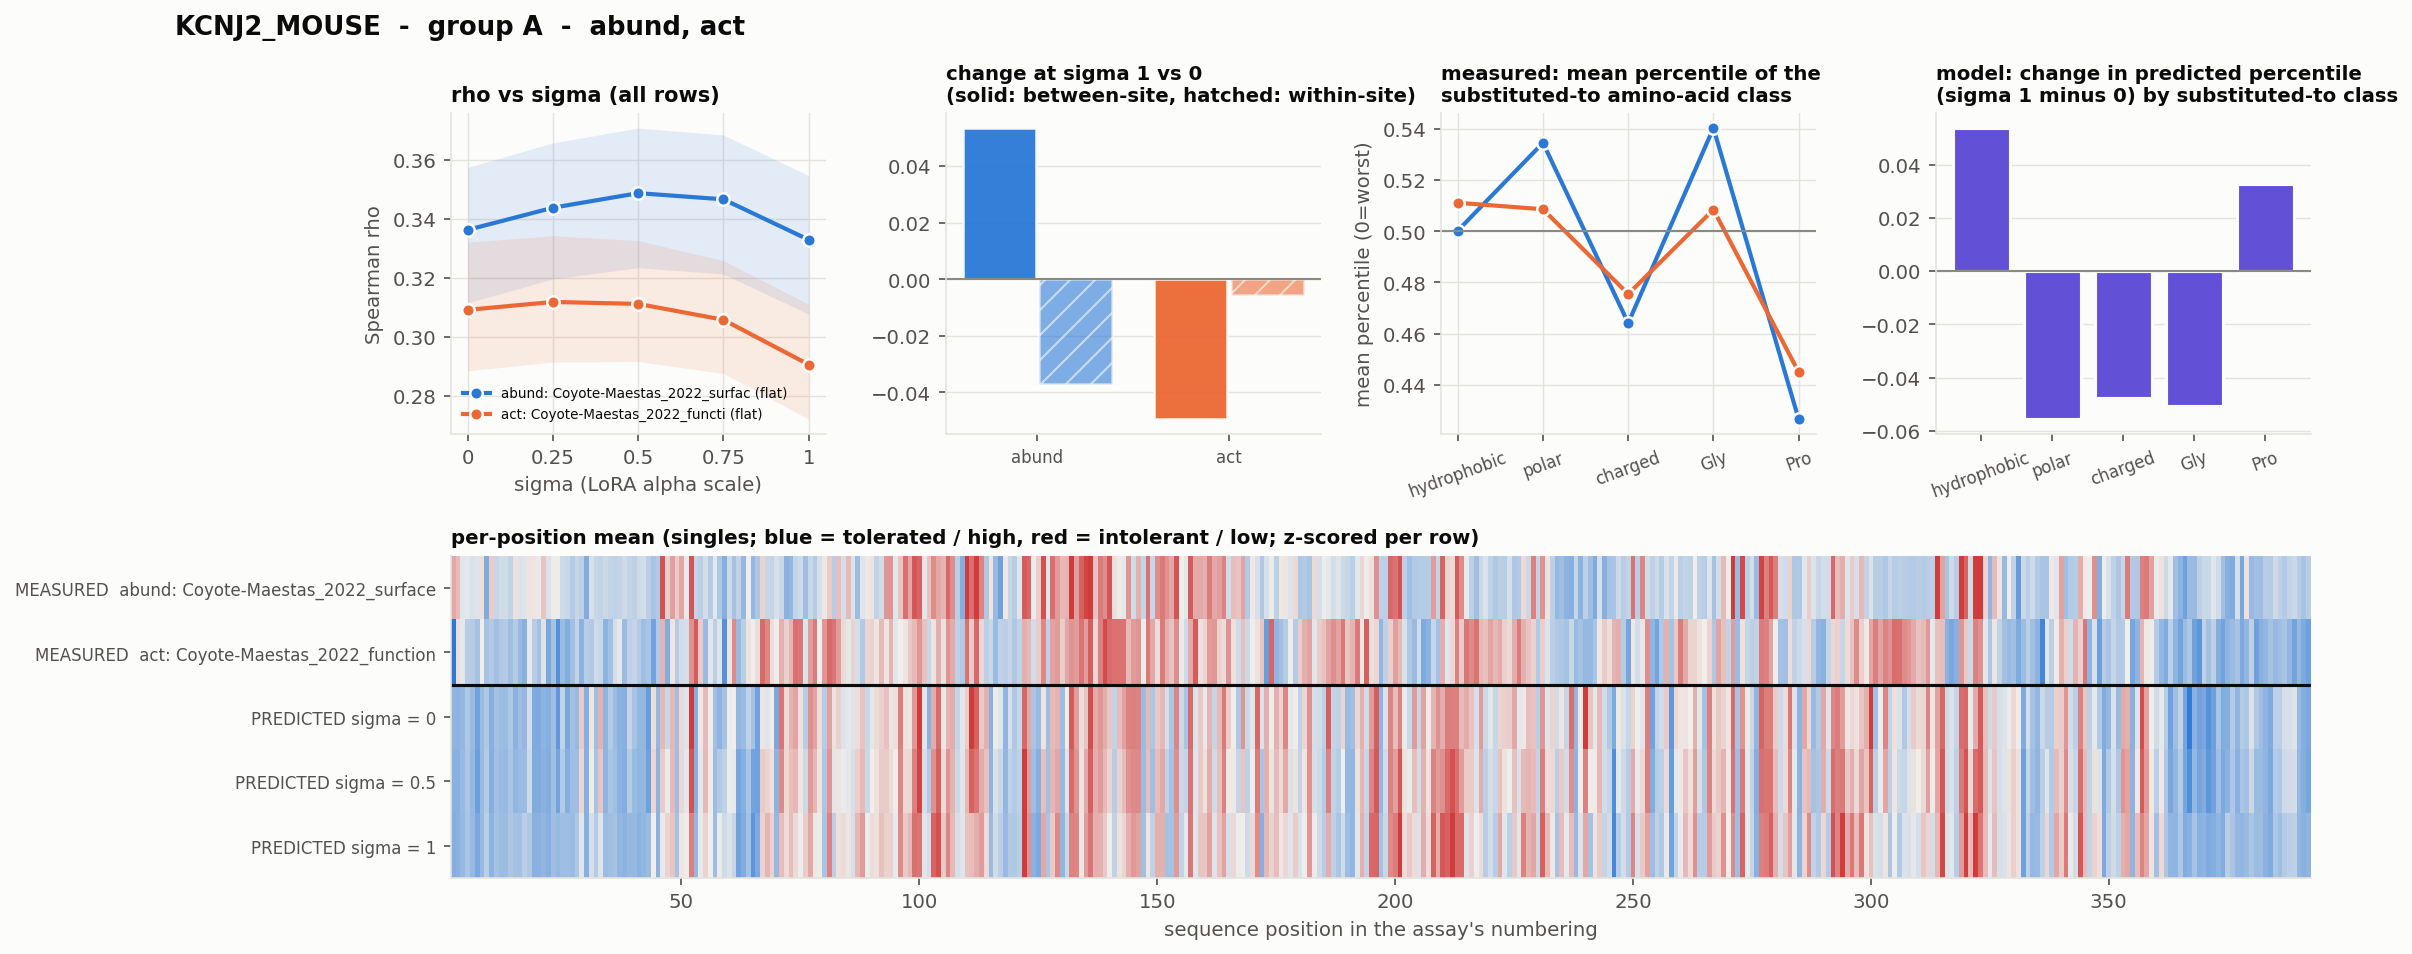 KCNJ2_MOUSE  -  group A  -  abund, act
rho vs sigma (all rows)
Spearman rho
0.36
0.34
0.32
0.30
0.28
abund: Coyote-Maestas_2022_surfac (flat)
act: Coyote-Maestas_2022_functi (flat)
0
0.25
0.5
0.75
1
sigma (LoRA alpha scale)
change at sigma 1 vs 0
(solid: between-site, hatched: within-site)
0.04
0.02
0.00
−0.02
−0.04
abund
act
measured: mean percentile of the
substituted-to amino-acid class
mean percentile (0=worst)
0.54
0.52
0.50
0.48
0.46
0.44
hydrophobic
polar
charged
Gly
Pro
model: change in predicted percentile
(sigma 1 minus 0) by substituted-to class
0.04
0.02
0.00
−0.02
−0.04
−0.06
hydrophobic
polar
charged
Gly
Pro
per-position mean (singles; blue = tolerated / high, red = intolerant / low; z-scored per row)
MEASURED  abund: Coyote-Maestas_2022_surface
MEASURED  act: Coyote-Maestas_2022_function
PREDICTED sigma = 0
PREDICTED sigma = 0.5
PREDICTED sigma = 1
50
100
150
200
250
300
350
sequence position in the assay's numbering